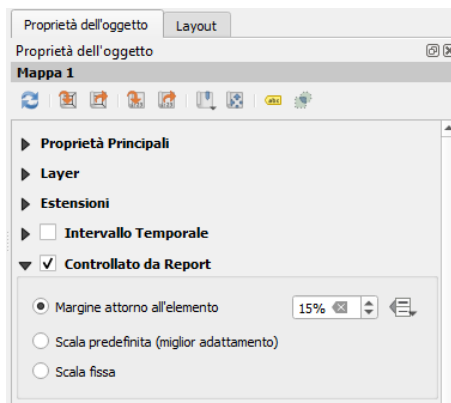 Proprietà dell'oggetto Layout
Proprietà dell'oggetto
Mappa 1
abc
Proprietà Principali
Layer
Estensioni
Intervallo Temporale
Controllato da Report
Margine attorno all'elemento 15%
Scala predefinita (miglior adattamento)
Scala fissa